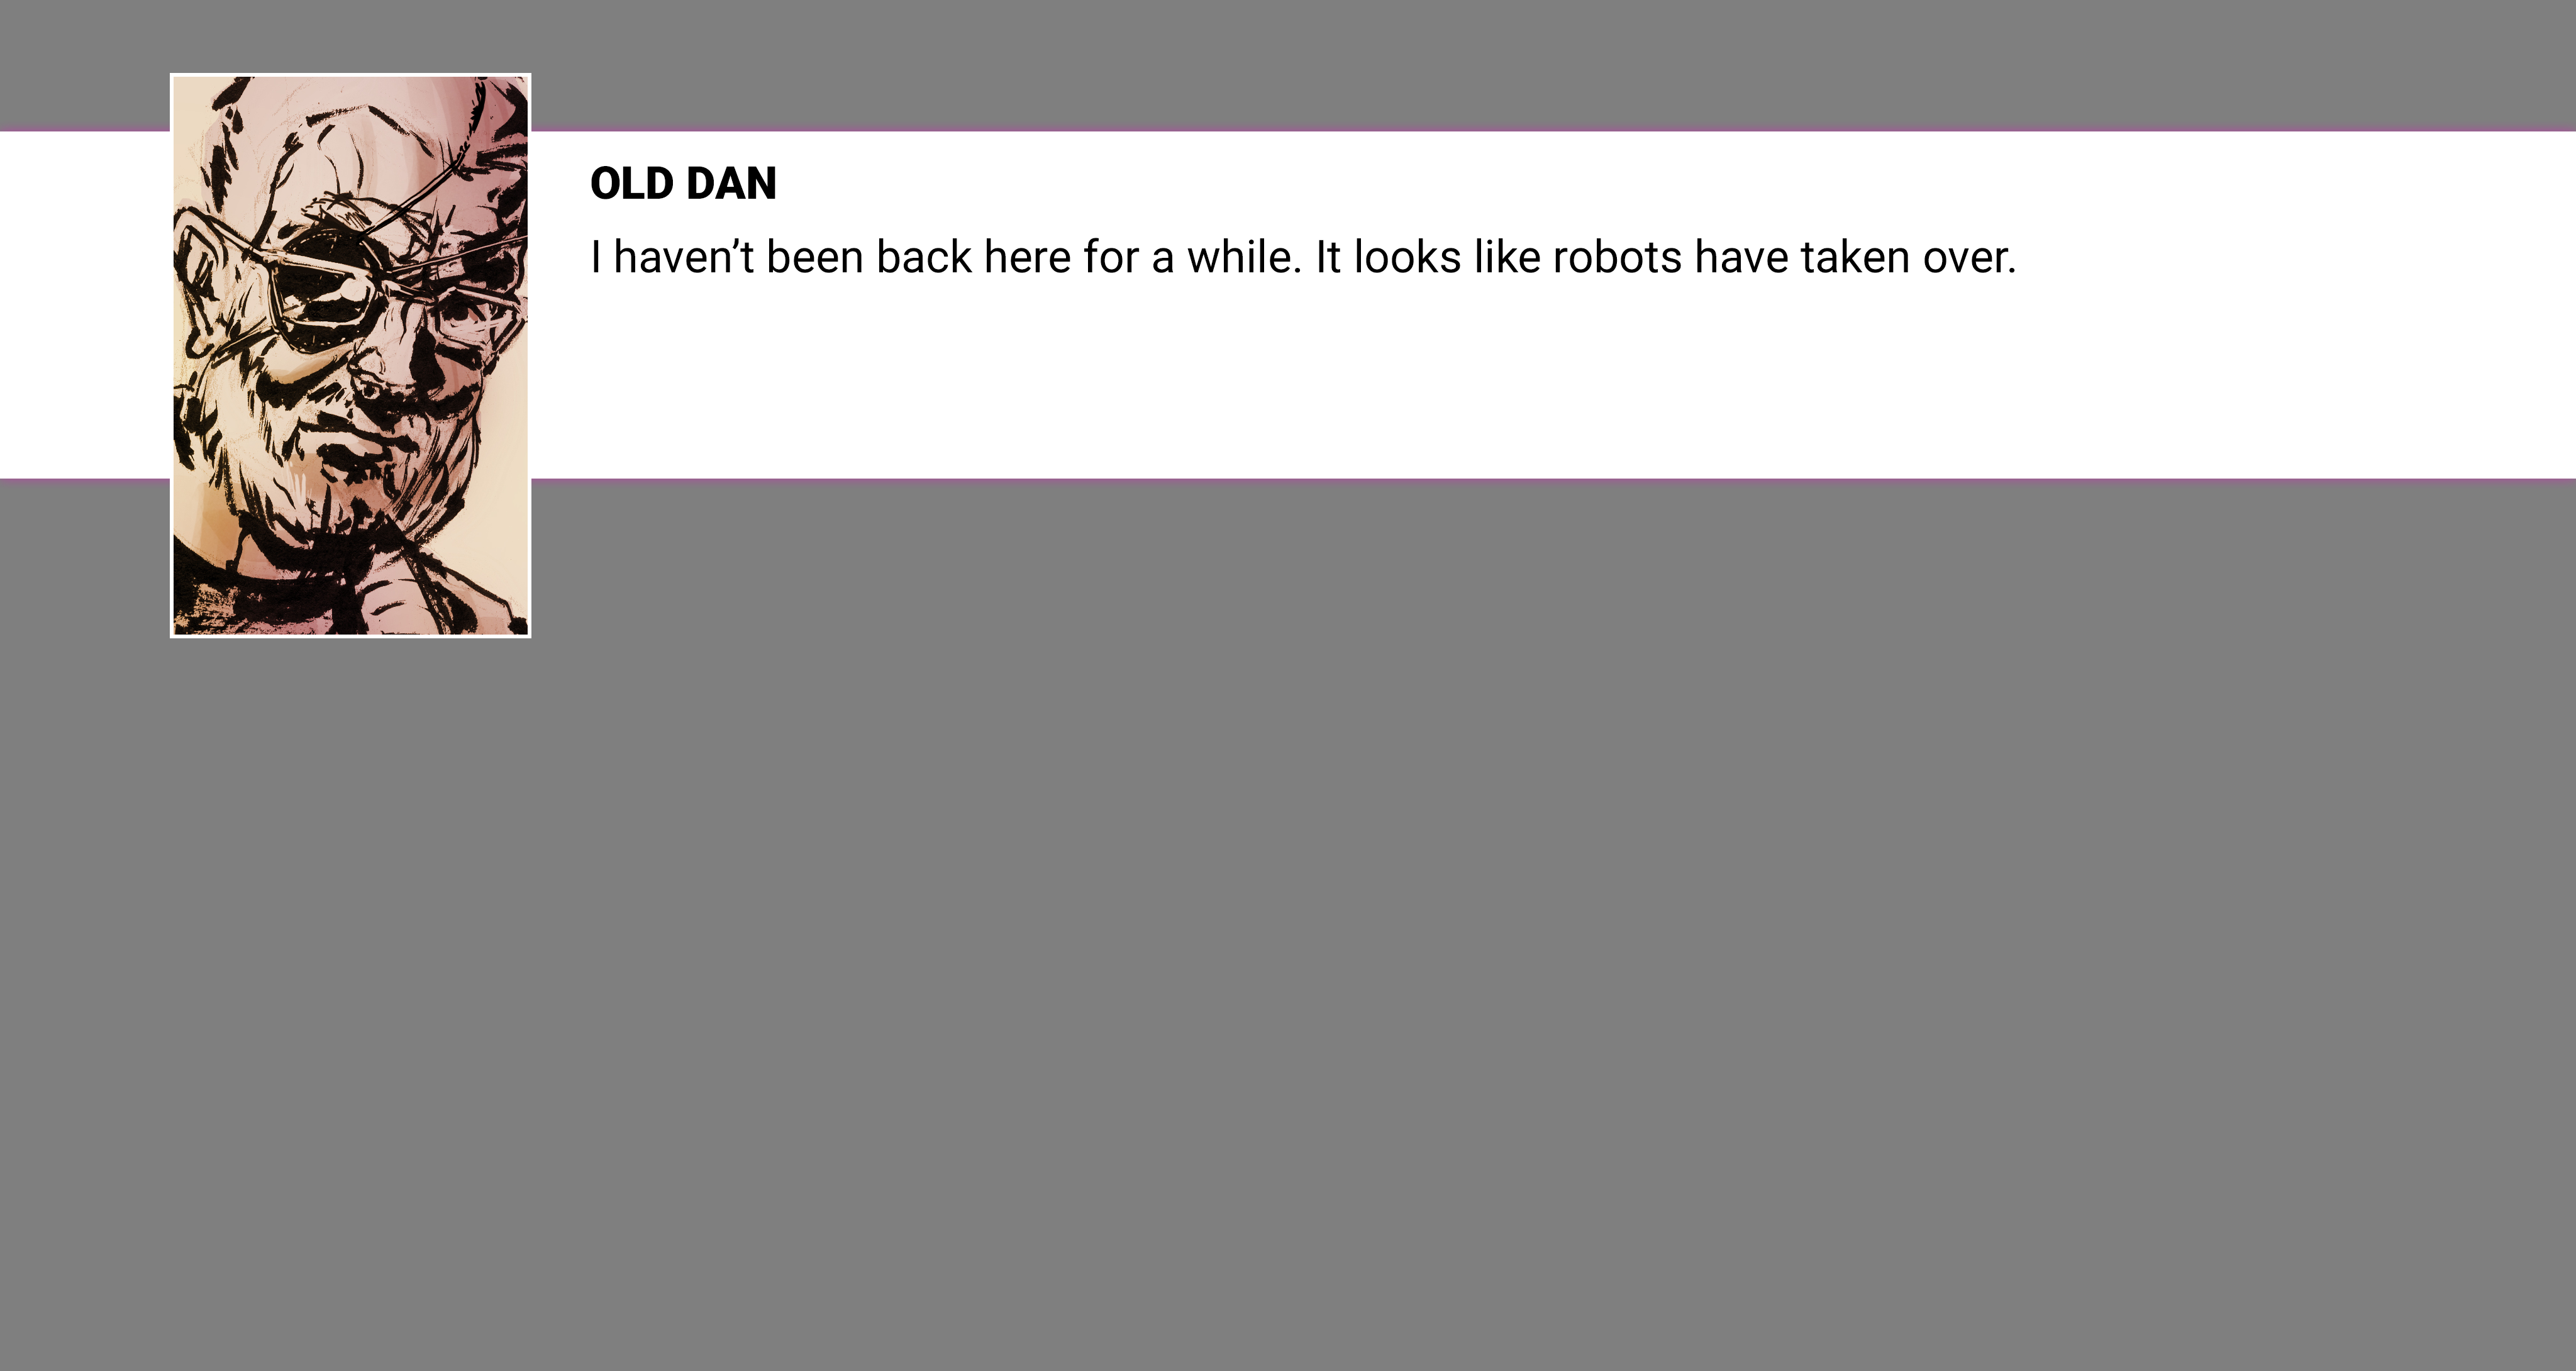 OLD DAN
I haven’t been back here for a while. It looks like robots have taken over.